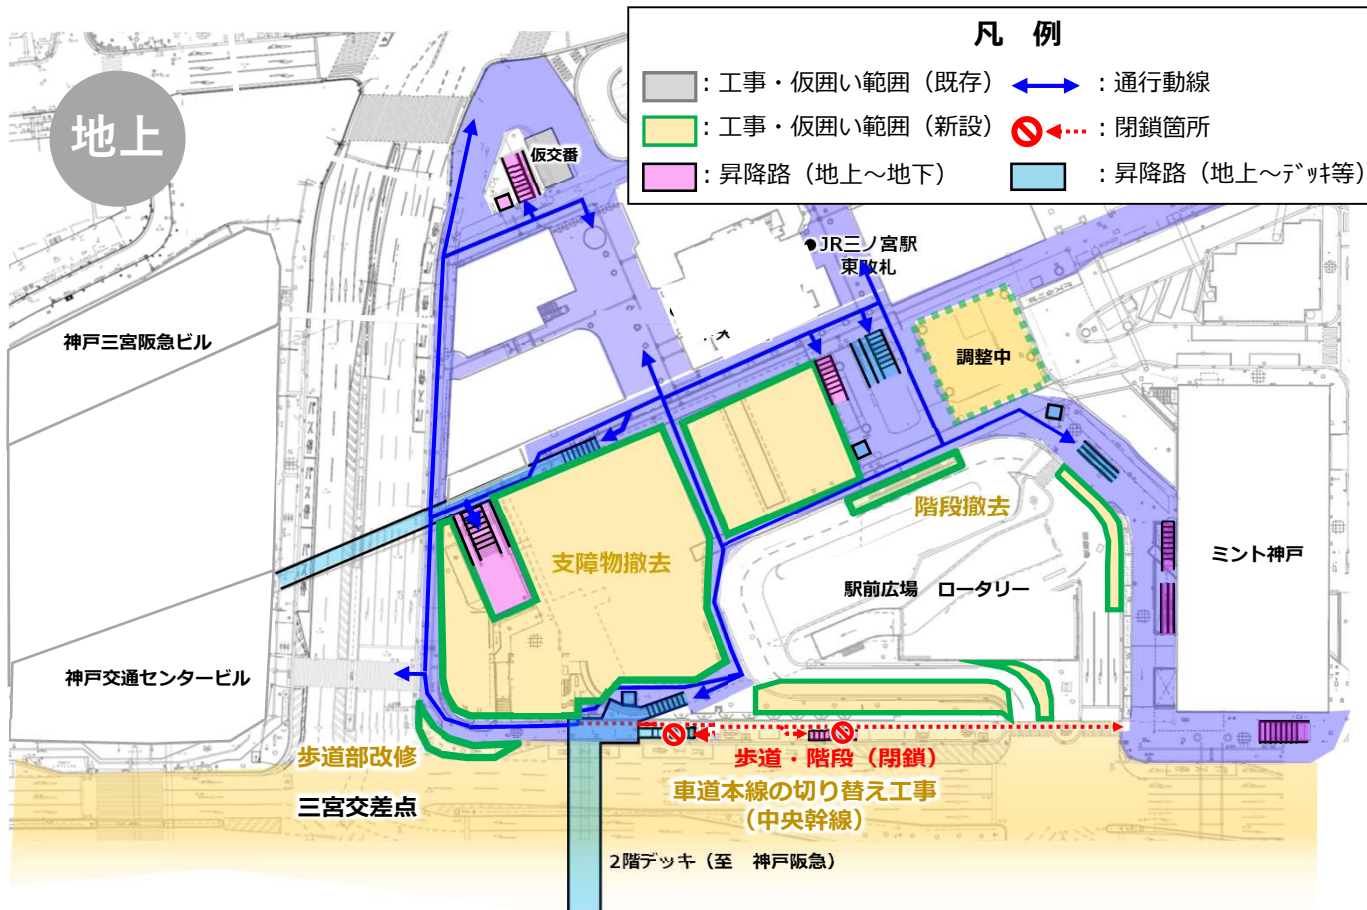 凡 例
：工事・仮囲い範囲（既存）
：通行動線
：工事・仮囲い範囲（新設）
：閉鎖箇所
：昇降路（地上～地下）
：昇降路（地上～ﾃﾞｯｷ等）
地上
仮交番
JR三ノ宮駅
東改札
神戸三宮阪急ビル
調整中
階段撤去
支障物撤去
ミント神戸
駅前広場 ロータリー
神戸交通センタービル
歩道部改修
歩道・階段（閉鎖）
三宮交差点
車道本線の切り替え工事
（中央幹線）
2階デッキ（至 神戸阪急）